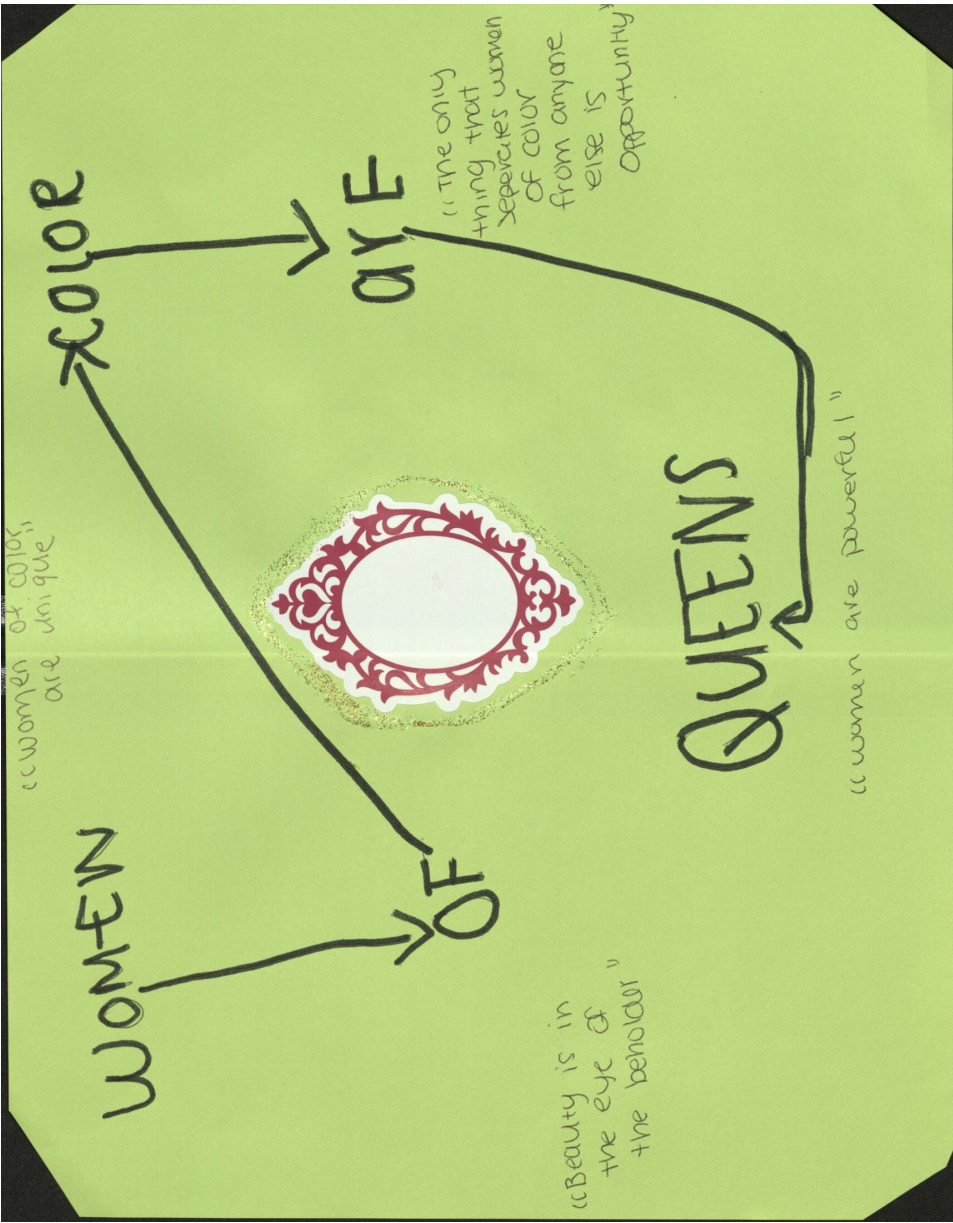 "women of color
are unique"
WOMEN
OF
COLOR
arE
QUEENS
"The only
thing that
seperates women
of color
from anyone
else is
opportunity"
"Beauty is in
the eye of
the beholdur"
"women are powerful"